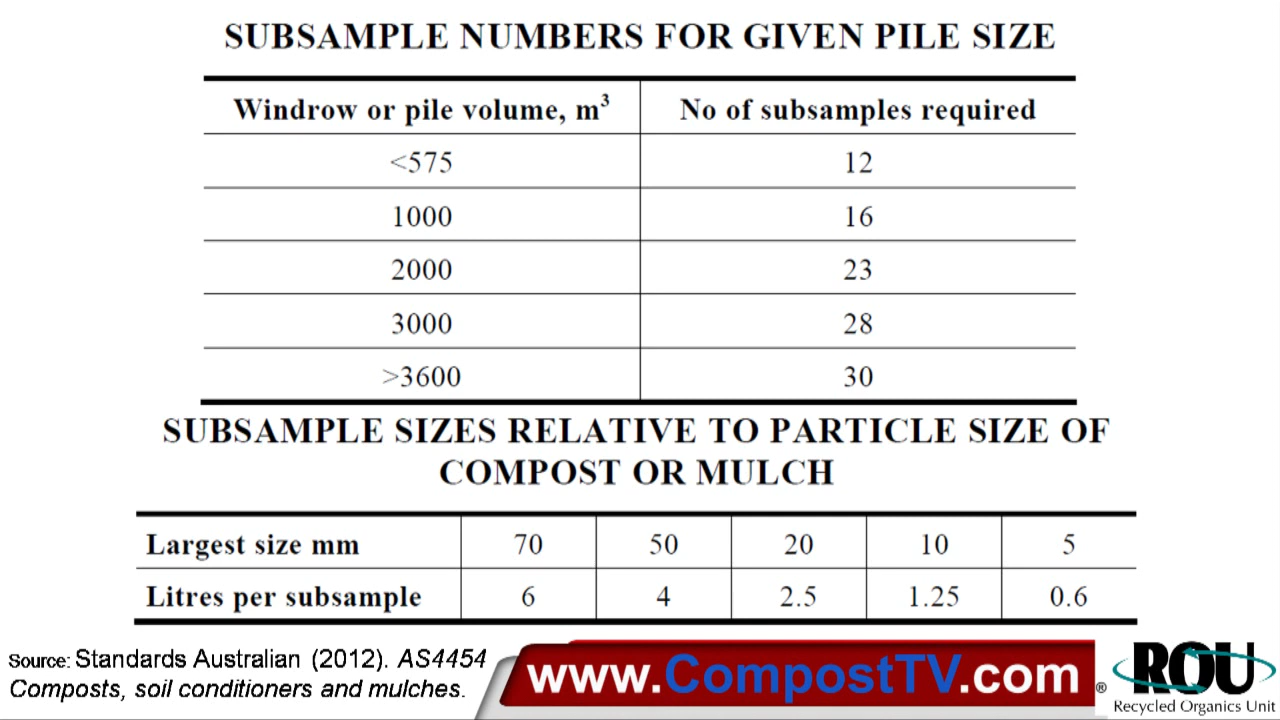 SUBSAMPLE NUMBERS FOR GIVEN PILE SIZE
Windrow or pile volume, m³ No of subsamples required
<575 12
1000 16
2000 23
3000 28
>3600 30
SUBSAMPLE SIZES RELATIVE TO PARTICLE SIZE OF
COMPOST OR MULCH
Largest size mm 70 50 20 10 5
Litres per subsample 6 4 2.5 1.25 0.6
Source: Standards Australian (2012). AS4454
Composts, soil conditioners and mulches.
www.CompostTV.com ®
ROU
Recycled Organics Unit